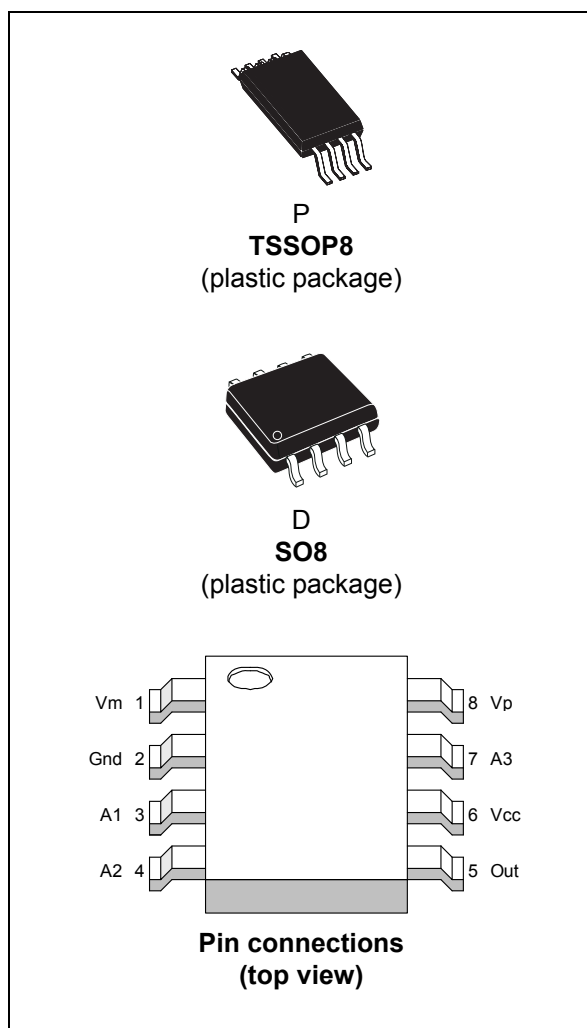 P
TSSOP8
(plastic package)
D
SO8
(plastic package)
Vm 1
8 Vp
Gnd 2
7 A3
A1 3
6 Vcc
A2 4
5 Out
Pin connections
(top view)